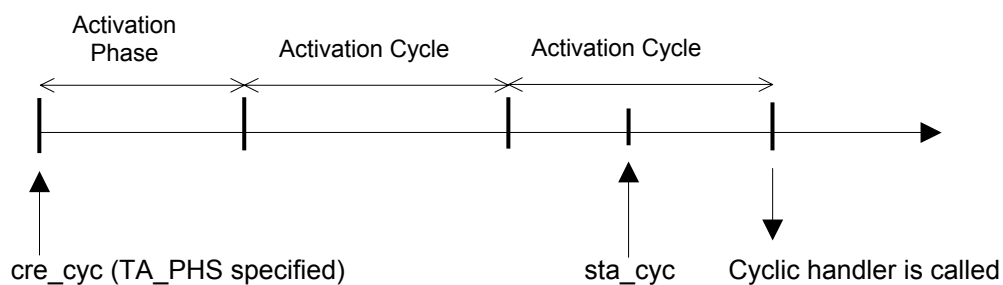 Activation
Phase
Activation Cycle
Activation Cycle
cre_cyc (TA_PHS specified)
sta_cyc
Cyclic handler is called